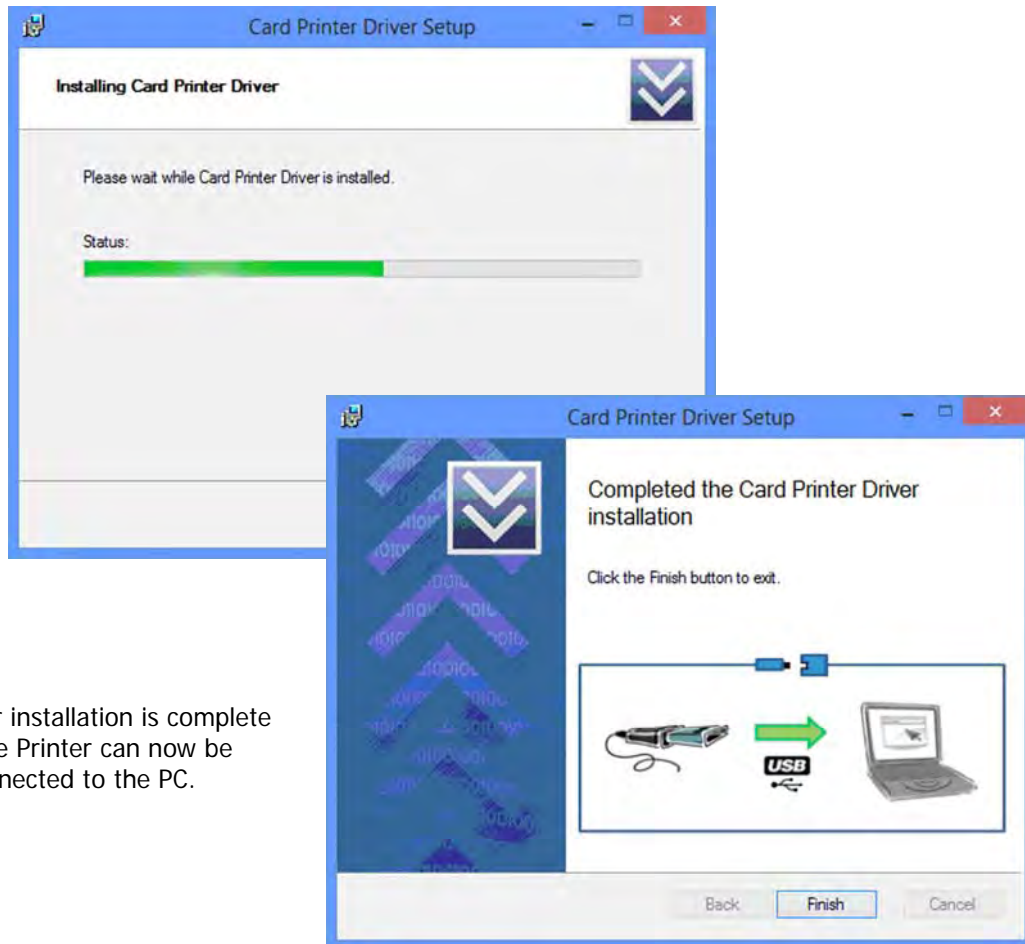 Card Printer Driver Setup
Installing Card Printer Driver
Please wait while Card Printer Driver is installed.
Status:
Card Printer Driver Setup
Completed the Card Printer Driver
installation
Click the Finish button to exit.
USB
installation is complete
Printer can now be
to the PC.
Back Finish Cancel